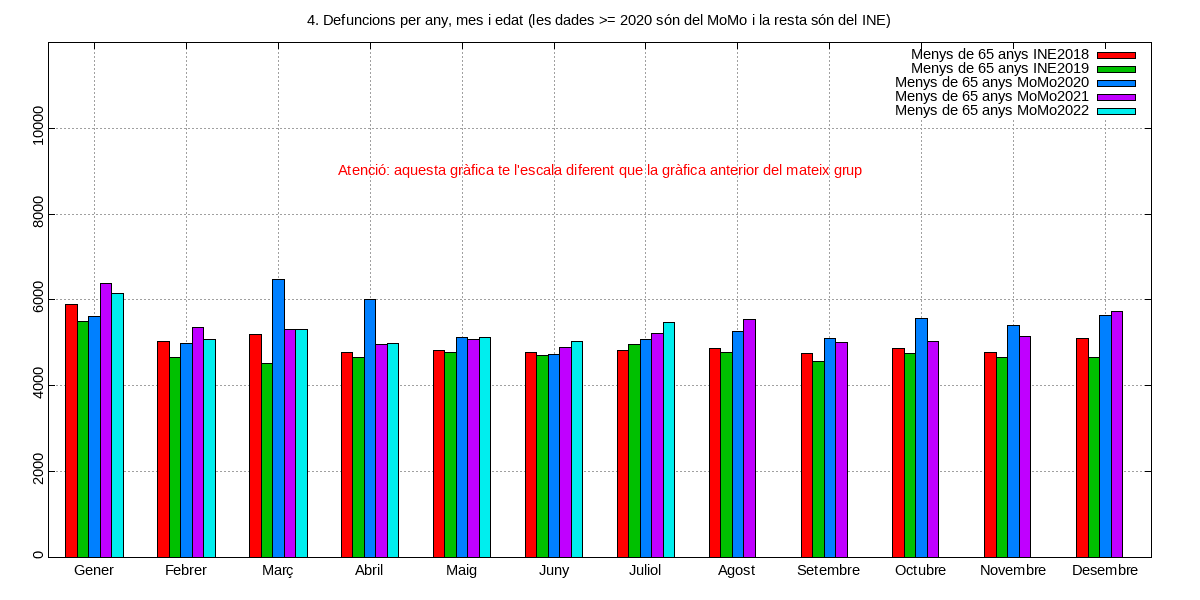 4. Defuncions per any, mes i edat (les dades >= 2020 són del MoMo i la resta són del INE)
Menys de 65 anys INE2018
Menys de 65 anys INE2019
Menys de 65 anys MoMo2020
Menys de 65 anys MoMo2021
Menys de 65 anys MoMo2022
Atenció: aquesta gràfica te l'escala diferent que la gràfica anterior del mateix grup
10000
8000
6000
4000
2000
0
Gener Febrer Març Abril Maig Juny Juliol Agost Setembre Octubre Novembre Desembre